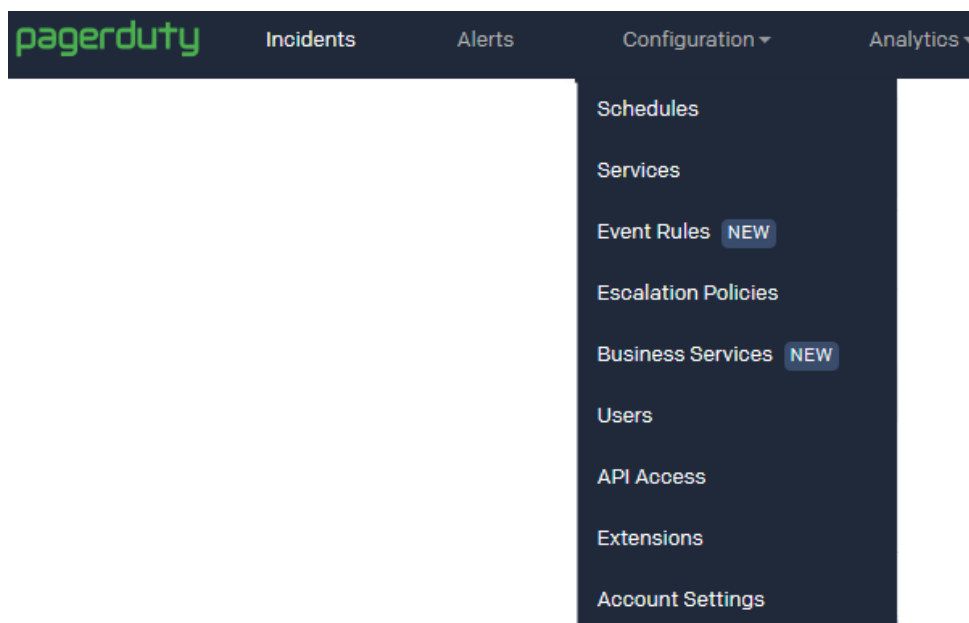 pagerduty Incidents Alerts Configuration Analytics
Schedules
Services
Event Rules NEW
Escalation Policies
Business Services NEW
Users
API Access
Extensions
Account Settings